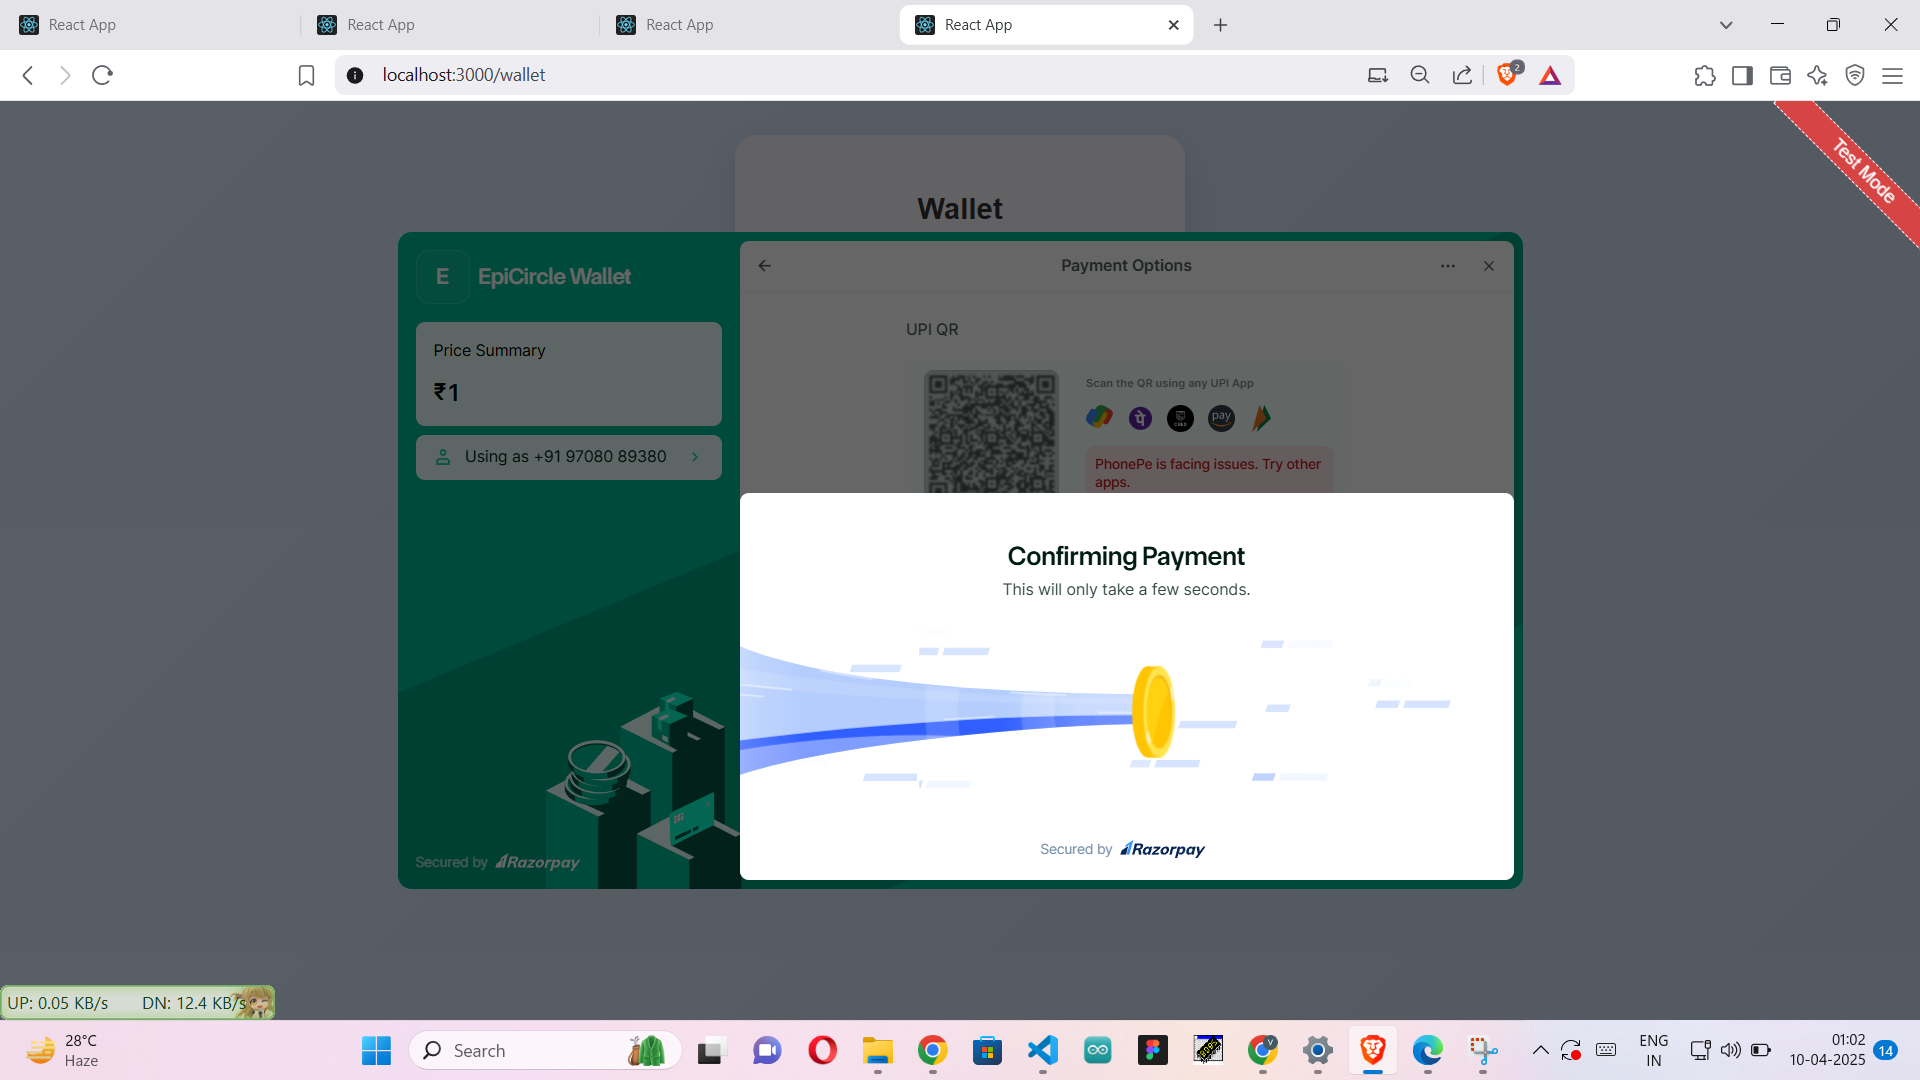 React App
React App
React App
React App
localhost:3000/wallet
2
Test Mode
Wallet
E
EpiCircle Wallet
Payment Options
Price Summary
₹1
Using as +91 97080 89380
UPI QR
Scan the QR using any UPI App
CRED
pay
PhonePe is facing issues. Try other
apps.
Confirming Payment
This will only take a few seconds.
Secured by Razorpay
Secured by Razorpay
UP: 0.05 KB/s DN: 12.4 KB/s
28°C
Haze
Search
V
ENG
IN
01:02
10-04-2025
14